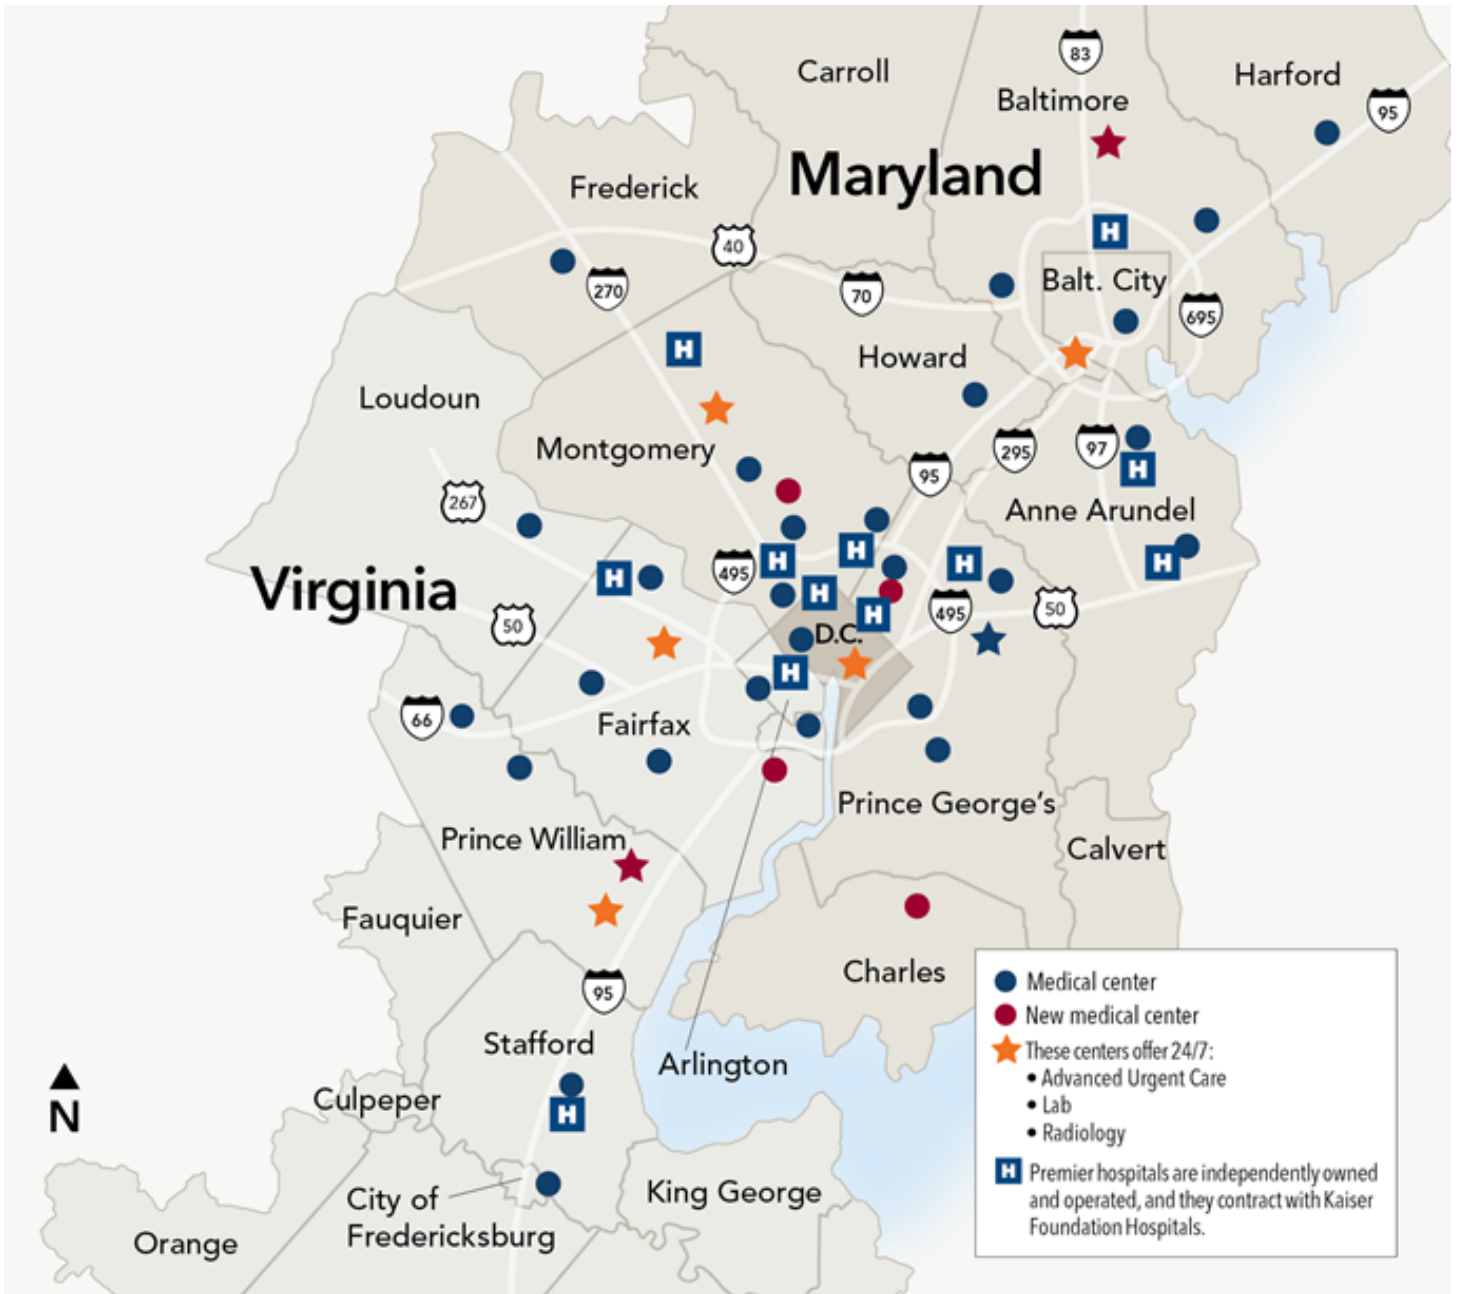 83
Carroll
Harford
Baltimore
95
Maryland
Frederick
H
40
Balt. City
270
70
695
H
Howard
Loudoun
Montgomery
97
295
H
95
267
Anne Arundel
H
H
H
H
495
H
Virginia
H
495
50
H
50
D.C.
H
66
Fairfax
Prince George's
Prince William
Calvert
Fauquier
Charles
95
Stafford
Arlington
Culpeper
N
H
City of
Fredericksburg
King George
Orange
Medical center
New medical center
These centers offer 24/7:
• Advanced Urgent Care
• Lab
• Radiology
H Premier hospitals are independently owned
and operated, and they contract with Kaiser
Foundation Hospitals.